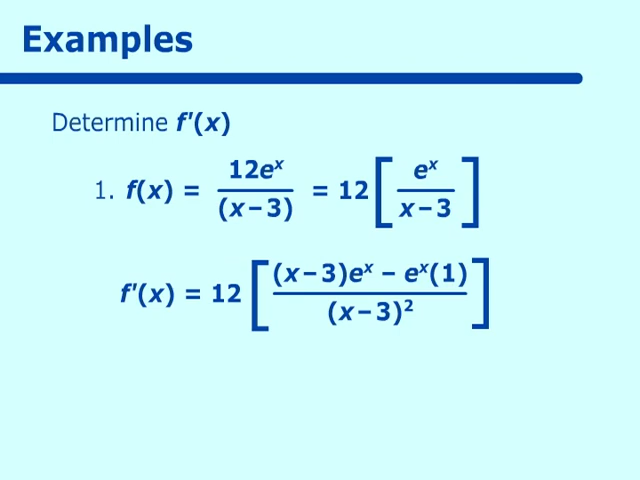 Examples
Determine f′(x)
1. f(x) = 12eˣ / (x – 3) = 12 [ eˣ / x – 3 ]
f′(x) = 12 [ (x – 3)eˣ – eˣ(1) / (x – 3)² ]